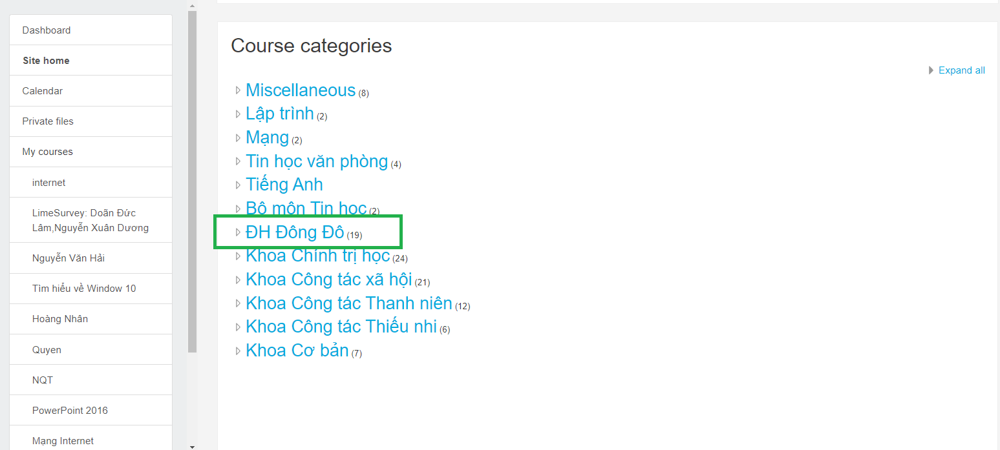 Dashboard
Site home
Calendar
Private files
My courses
internet
LimeSurvey: Doãn Đức
Lâm,Nguyễn Xuân Dương
Nguyễn Văn Hải
Tìm hiểu về Window 10
Hoàng Nhân
Quyen
NQT
PowerPoint 2016
Mạng Internet
Course categories
Expand all
Miscellaneous (8)
Lập trình (2)
Mạng (2)
Tin học văn phòng (4)
Tiếng Anh
Bộ môn Tin học (2)
ĐH Đông Đô (19)
Khoa Chính trị học (24)
Khoa Công tác xã hội (21)
Khoa Công tác Thanh niên (12)
Khoa Công tác Thiếu nhi (6)
Khoa Cơ bản (7)